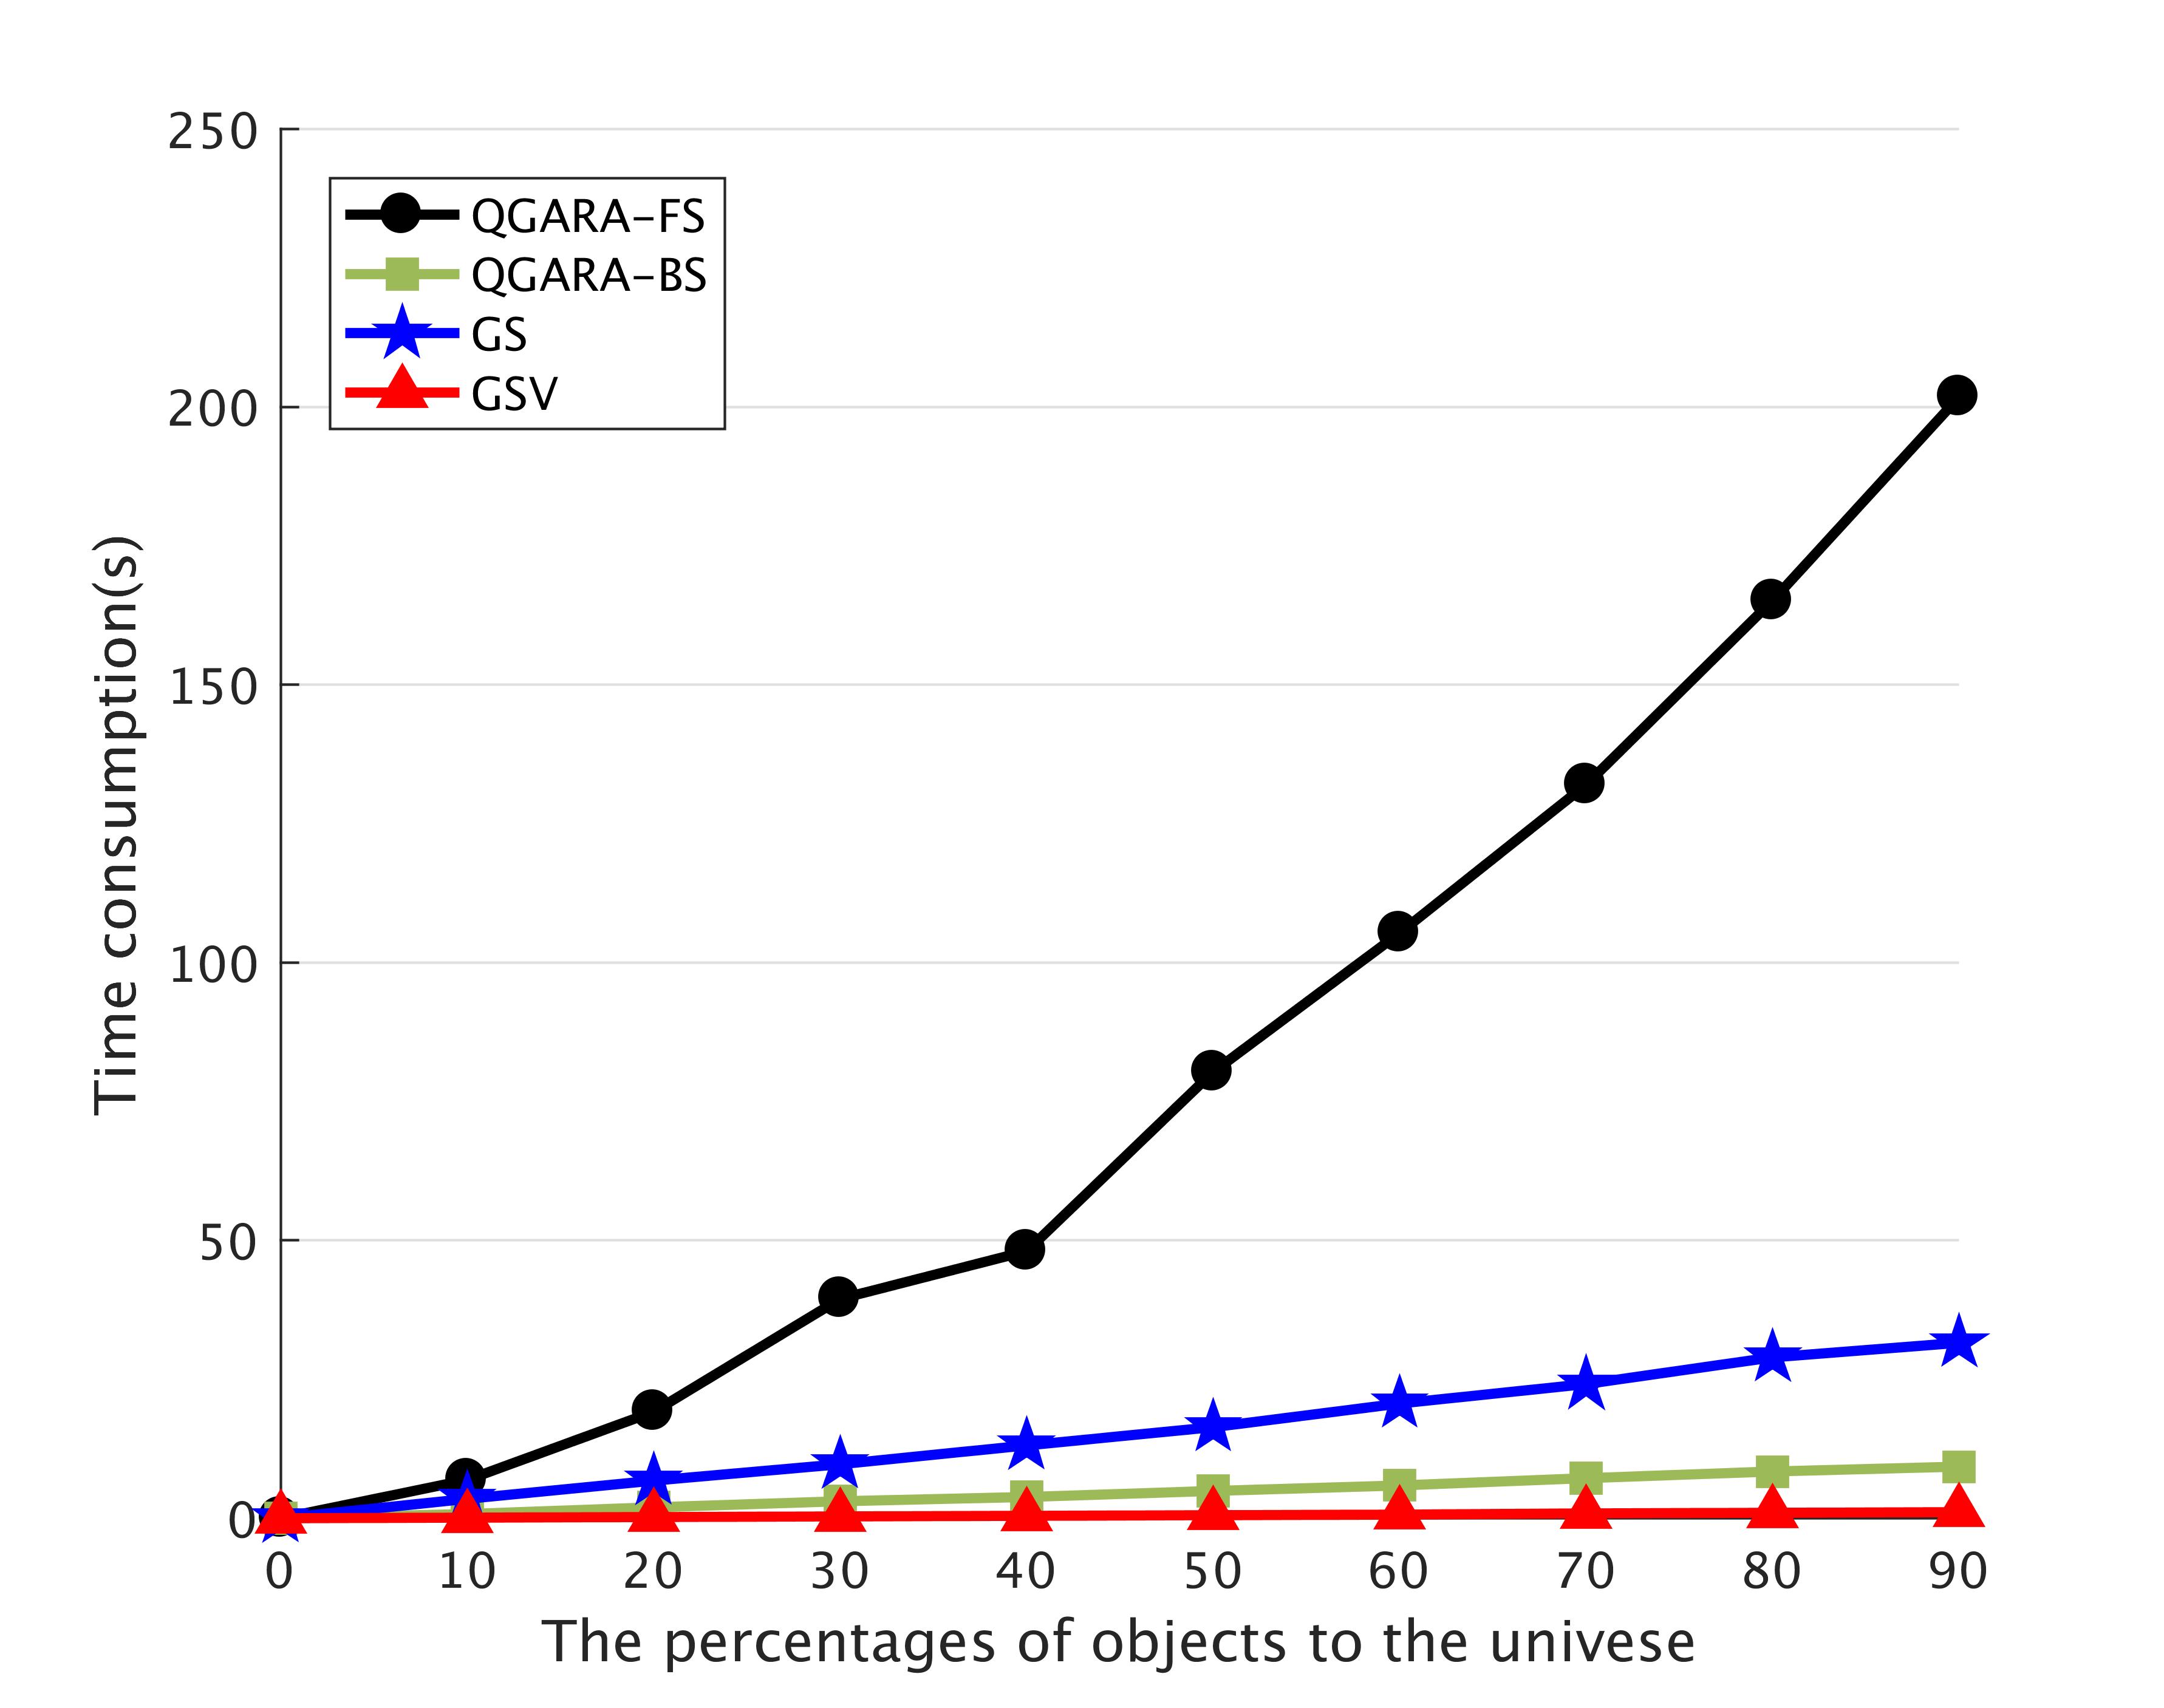 250
200
150
100
50
0
Time consumption(s)
QGARA-FS
QGARA-BS
GS
GSV
0 10 20 30 40 50 60 70 80 90
The percentages of objects to the univese